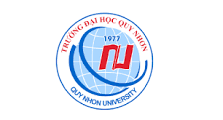 TRƯỜNG ĐẠI HỌC QUY NHƠN
1977
QUY NHON UNIVERSITY